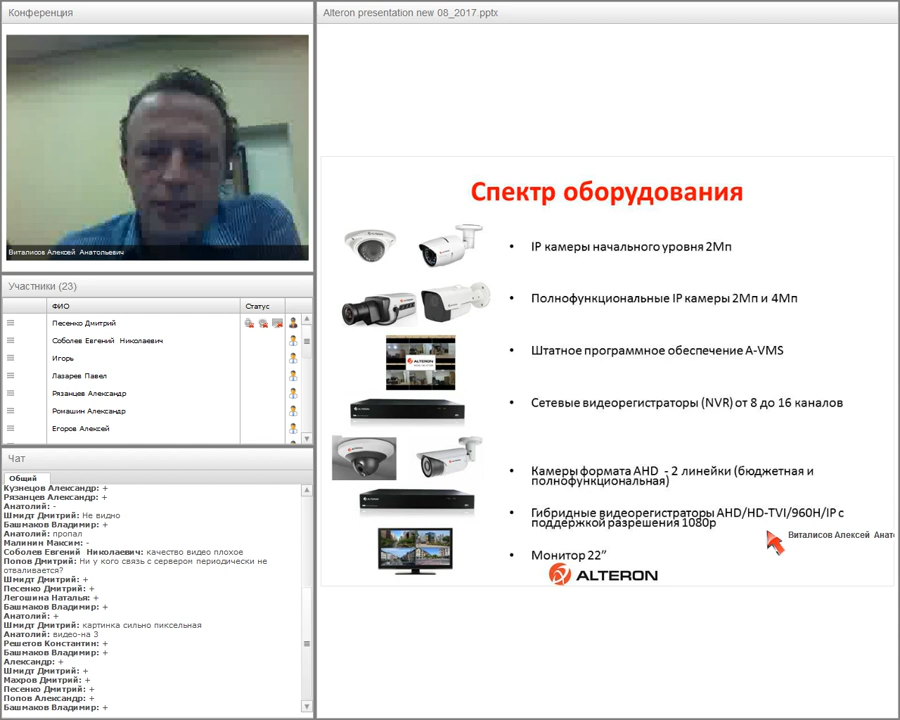 Конференция
Виталисов Алексей Анатольевич
Участники (23)
ФИО
Статус
Песенко Дмитрий
Соболев Евгений Николаевич
Игорь
Лазарев Павел
Рязанцев Александр
Ромашин Александр
Егоров Алексей
Чат
Общий
Кузнецов Александр: +
Рязанцев Александр: +
Анатолий: -
Шмидт Дмитрий: Не видно
Башмаков Владимир: +
Анатолий: пропал
Малинин Максим: -
Соболев Евгений Николаевич: качество видео плохое
Попов Дмитрий: Ни у кого связь с сервером периодически не
отваливается?
Шмидт Дмитрий: +
Песенко Дмитрий: +
Легошина Наталья: +
Башмаков Владимир: +
Анатолий: +
Шмидт Дмитрий: картинка сильно пиксельная
Анатолий: видео-на 3
Решетов Константин: +
Башмаков Владимир: +
Александр: +
Шмидт Дмитрий: +
Махров Дмитрий: +
Песенко Дмитрий: +
Попов Александр: +
Башмаков Владимир: +
Alteron presentation new 08_2017.pptx
Спектр оборудования
• IP камеры начального уровня 2Мп
• Полнофункциональные IP камеры 2Мп и 4Мп
ALTERON
• Штатное программное обеспечение A-VMS
• Сетевые видеорегистраторы (NVR) от 8 до 16 каналов
• Камеры формата AHD - 2 линейки (бюджетная и
полнофункциональная)
• Гибридные видеорегистраторы AHD/HD-TVI/960H/IP с
поддержкой разрешения 1080p
Виталисов Алексей Анат
• Монитор 22”
ALTERON